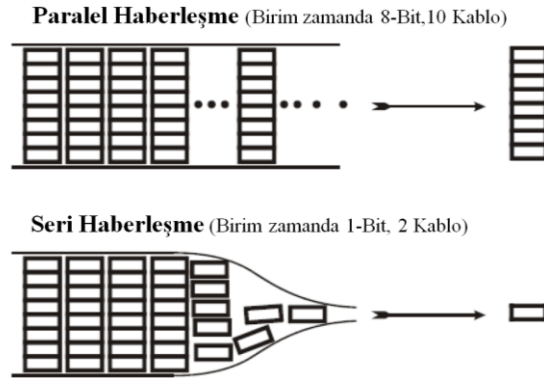 Paralel Haberleşme (Birim zamanda 8-Bit,10 Kablo)
Seri Haberleşme (Birim zamanda 1-Bit, 2 Kablo)